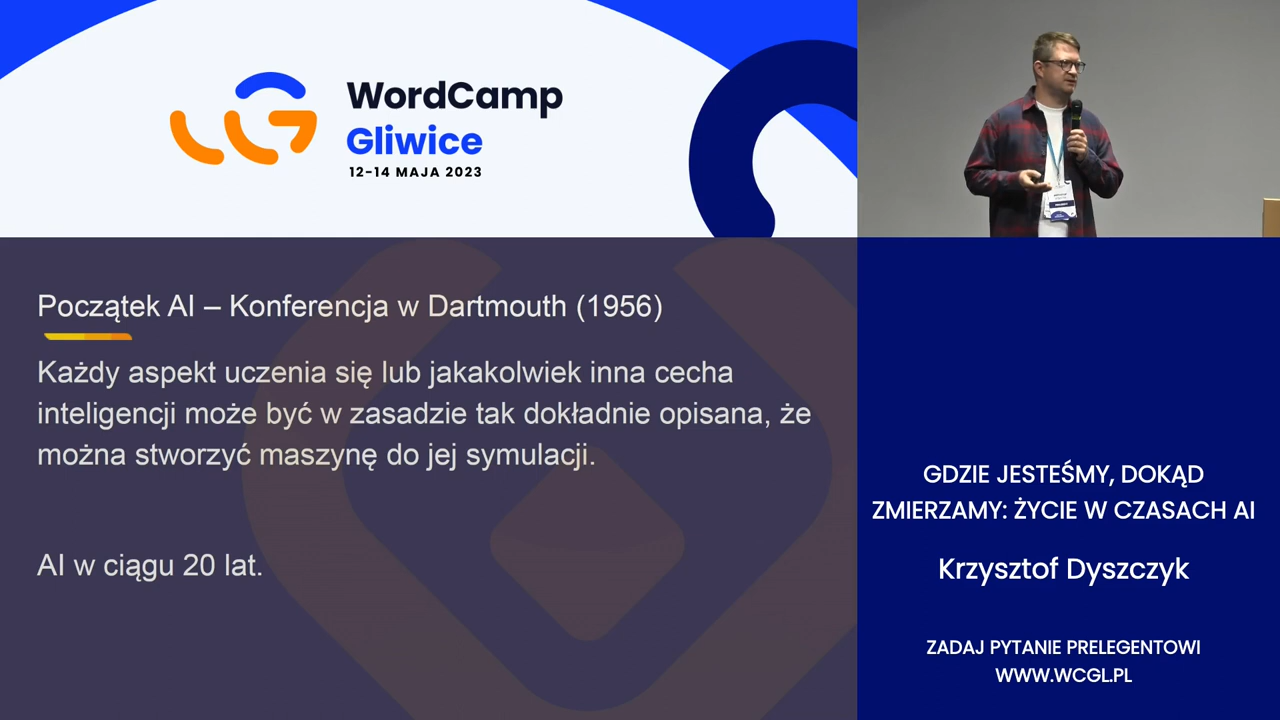 WordCamp
Gliwice
12-14 MAJA 2023
Początek AI – Konferencja w Dartmouth (1956)
Każdy aspekt uczenia się lub jakakolwiek inna cecha
inteligencji może być w zasadzie tak dokładnie opisana, że
można stworzyć maszynę do jej symulacji.
AI w ciągu 20 lat.
GDZIE JESTEŚMY, DOKĄD
ZMIERZAMY: ŻYCIE W CZASACH AI
Krzysztof Dyszczyk
ZADAJ PYTANIE PRELEGENTOWI
WWW.WCGL.PL